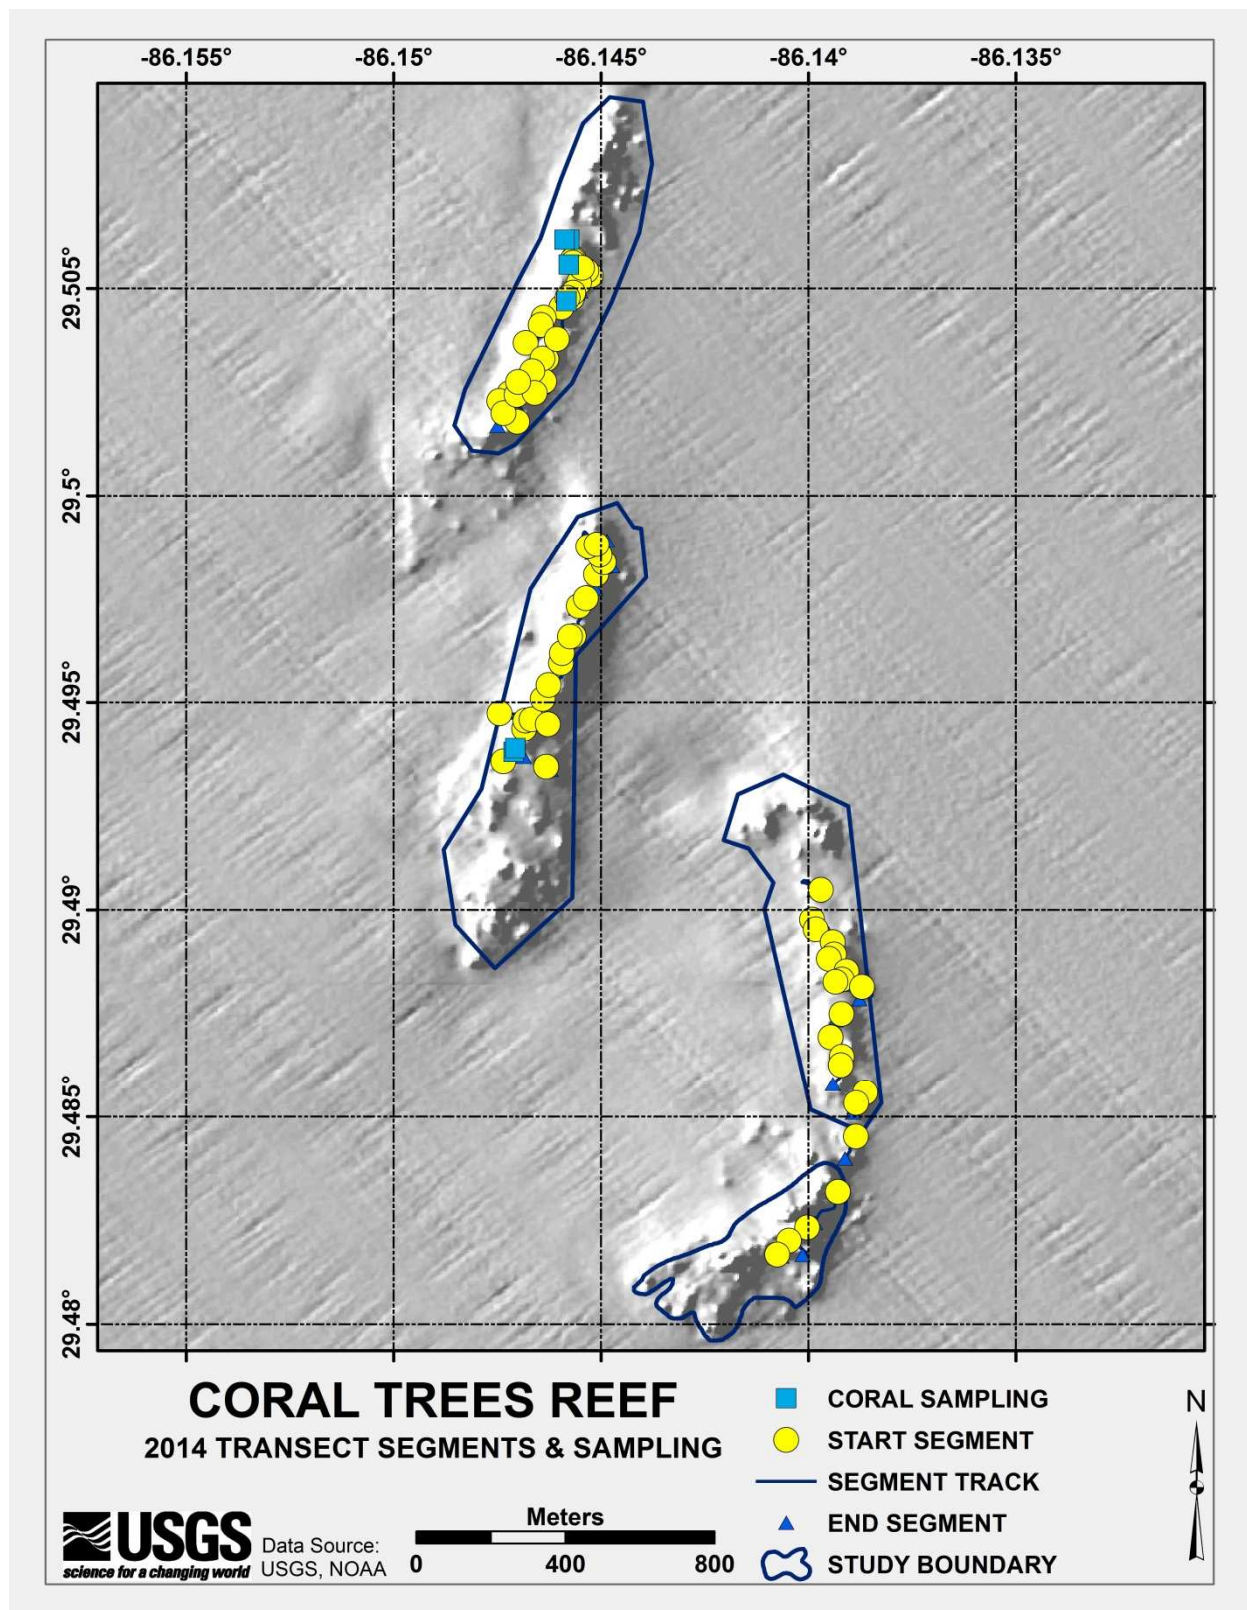 -86.155° -86.15° -86.145° -86.14° -86.135°
29.505°
29.5°
29.495°
29.49°
29.485°
29.48°
CORAL TREES REEF
2014 TRANSECT SEGMENTS & SAMPLING
CORAL SAMPLING
START SEGMENT
SEGMENT TRACK
END SEGMENT
STUDY BOUNDARY
N
USGS
science for a changing world
Data Source:
USGS, NOAA
Meters
0 400 800